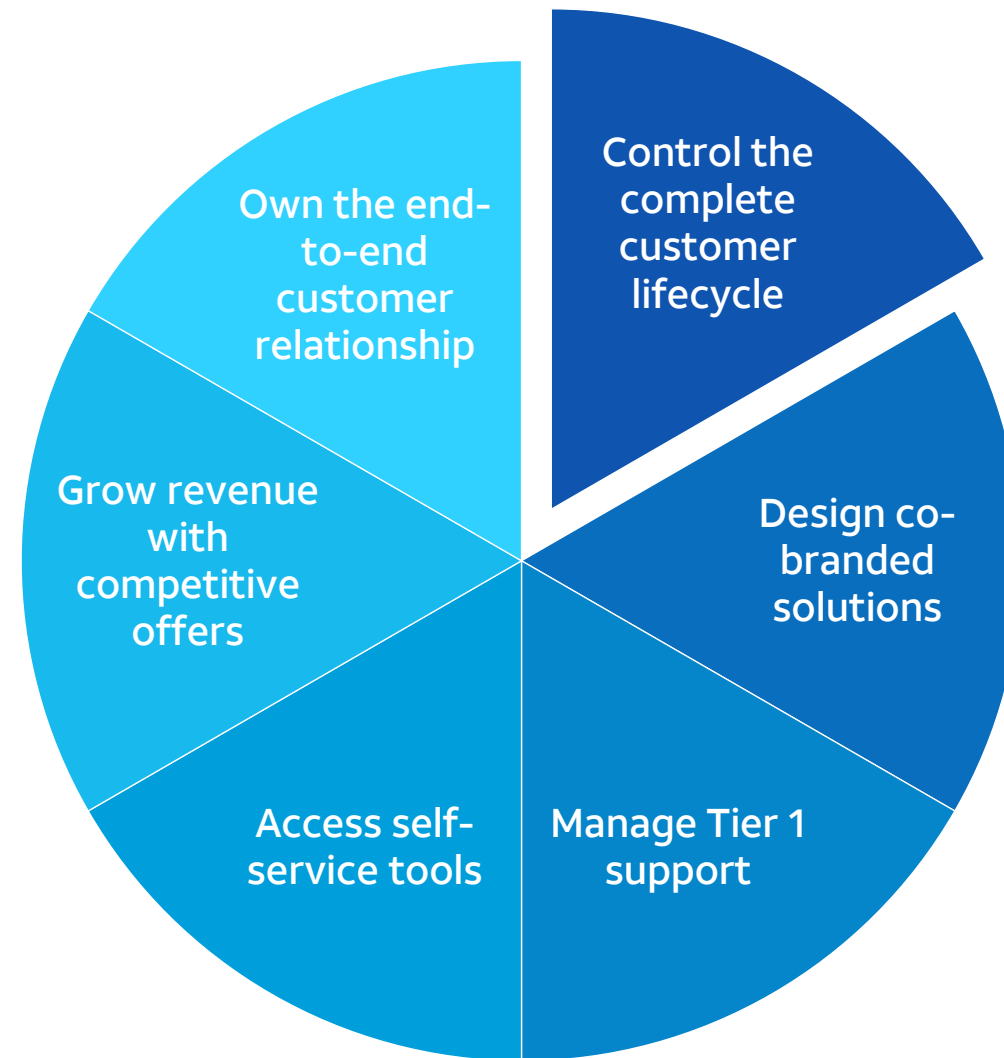 Control the
complete
customer
lifecycle
Design co-
branded
solutions
Manage Tier 1
support
Access self-
service tools
Grow revenue
with
competitive
offers
Own the end-
to-end
customer
relationship